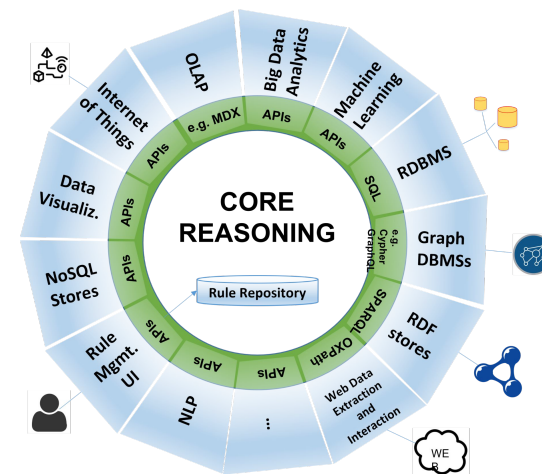 CORE
REASONING
Rule Repository
OLAP
e.g. MDX
Big Data
Analytics
APIs
Machine
Learning
APIs
RDBMS
SQL
Graph
DBMSs
e.g.
Cypher
GraphQL
RDF
stores
SPARQL
Web Data
Extraction
and
Interaction
OXPath
...
APIs
NLP
APIs
Rule
Mgmt.
UI
APIs
NoSQL
Stores
APIs
Data
Visualiz.
APIs
Internet
of Things
APIs
WE
B